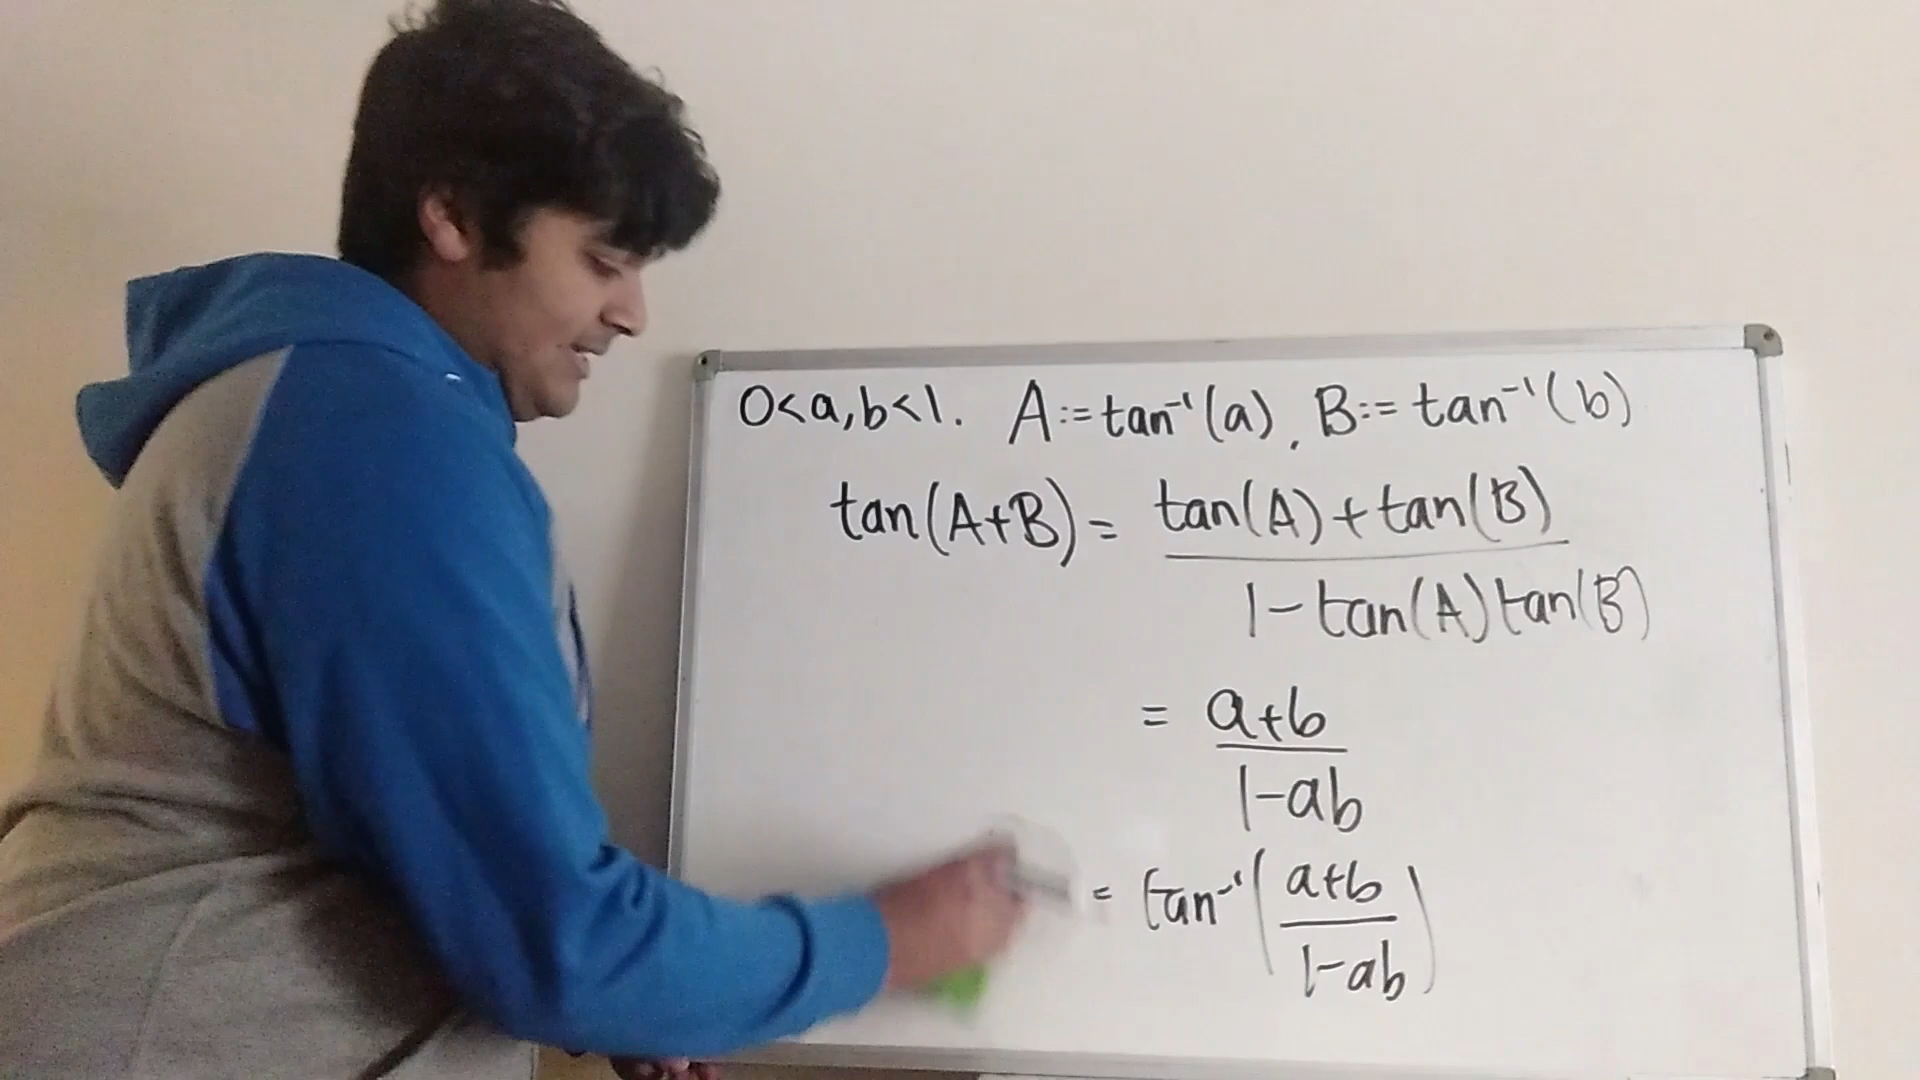 0<a,b<1. A:=tan⁻¹(a), B:=tan⁻¹(b)
tan(A+B)= tan(A)+tan(B)
1-tan(A)tan(B)
= a+b
1-ab
= tan⁻¹(a+b
1-ab)